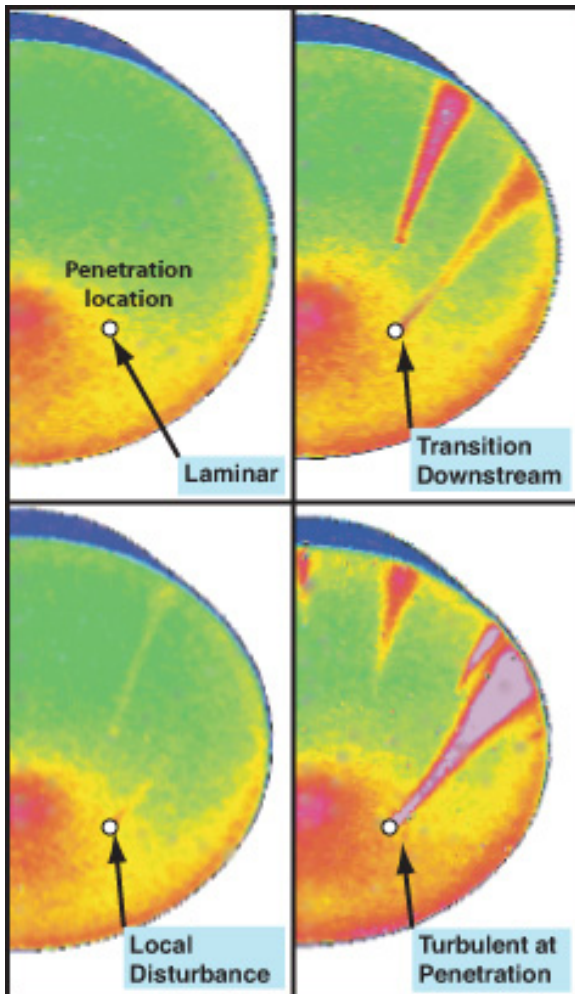 Penetration
location
Laminar
Transition
Downstream
Local
Disturbance
Turbulent at
Penetration